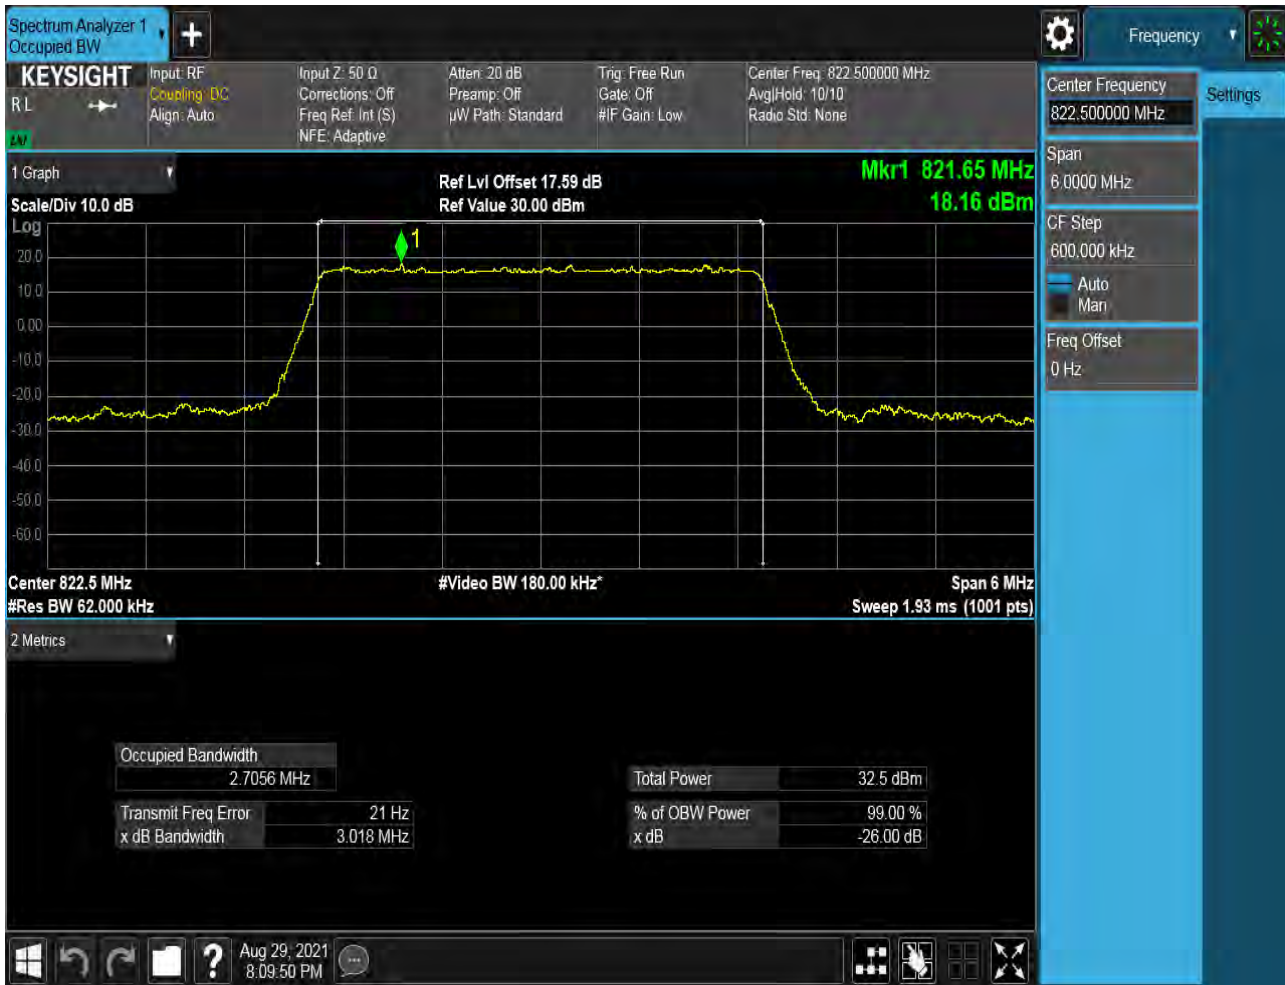 Spectrum Analyzer 1
Occupied BW
Frequency
KEYSIGHT
R L
LXI
Input: RF
Coupling: DC
Align: Auto
Input Z: 50 Ω
Corrections: Off
Freq Ref: Int (S)
NFE: Adaptive
Atten: 20 dB
Preamp: Off
µW Path: Standard
Trig: Free Run
Gate: Off
#IF Gain: Low
Center Freq: 822.500000 MHz
Avg|Hold: 10/10
Radio Std: None
Center Frequency
822.500000 MHz
Settings
Span
6.0000 MHz
CF Step
600.000 kHz
Auto
Man
Freq Offset
0 Hz
1 Graph
Scale/Div 10.0 dB
Ref Lvl Offset 17.59 dB
Ref Value 30.00 dBm
Mkr1 821.65 MHz
18.16 dBm
Log
1
20.0
10.0
0.00
-10.0
-20.0
-30.0
-40.0
-50.0
-60.0
Center 822.5 MHz
#Video BW 180.00 kHz*
Span 6 MHz
#Res BW 62.000 kHz
Sweep 1.93 ms (1001 pts)
2 Metrics
Occupied Bandwidth
2.7056 MHz
Total Power 32.5 dBm
Transmit Freq Error 21 Hz
% of OBW Power 99.00 %
x dB Bandwidth 3.018 MHz
x dB -26.00 dB
Aug 29, 2021
8:09:50 PM